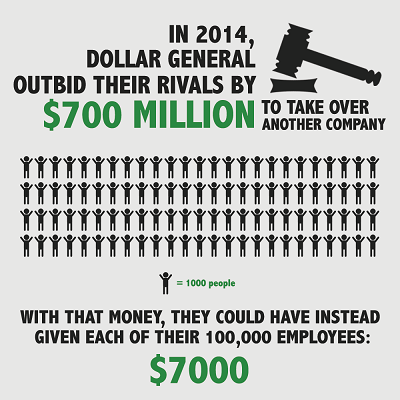 IN 2014,
DOLLAR GENERAL
OUTBID THEIR RIVALS BY
$700 MILLION TO TAKE OVER
ANOTHER COMPANY
= 1000 people
WITH THAT MONEY, THEY COULD HAVE INSTEAD
GIVEN EACH OF THEIR 100,000 EMPLOYEES:
$7000